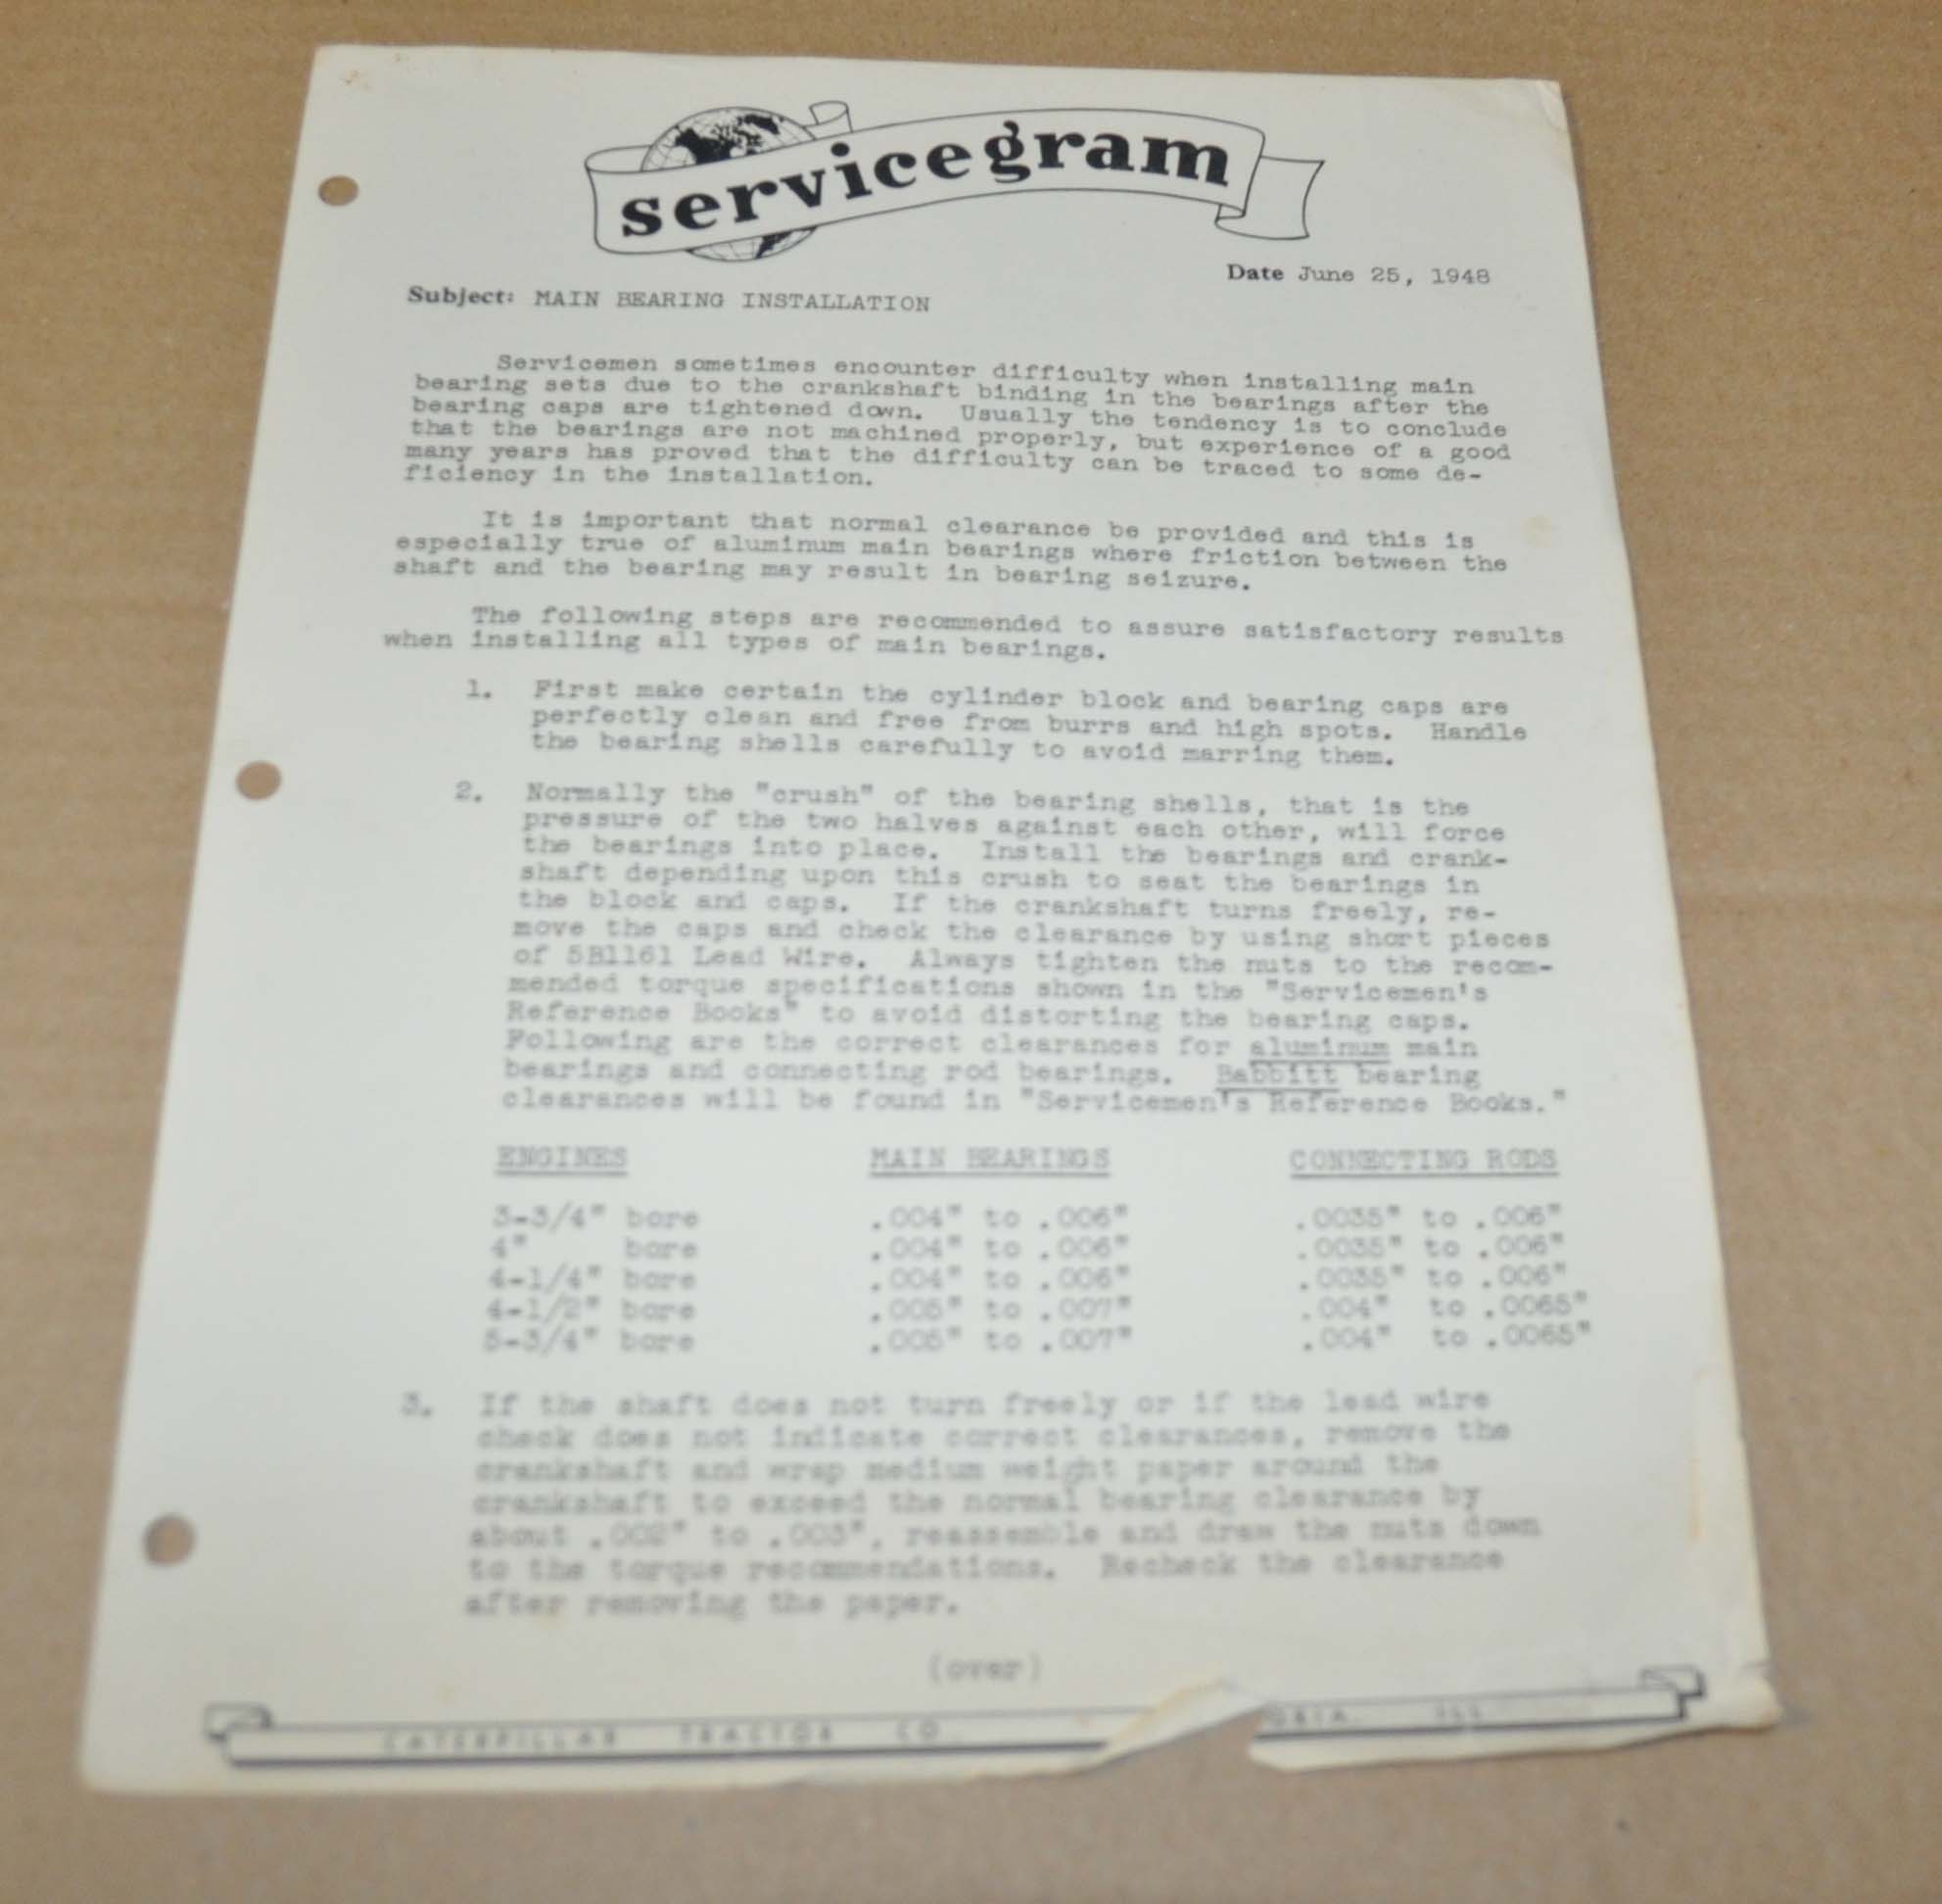 servicegram
Date June 25, 1948
Subject: MAIN BEARING INSTALLATION
Servicemen sometimes encounter difficulty when installing main
bearing sets due to the crankshaft binding in the bearings after the
bearing caps are tightened down. Usually the tendency is to conclude
that the bearings are not machined properly, but experience of a good
many years has proved that the difficulty can be traced to some de-
ficiency in the installation.
It is important that normal clearance be provided and this is
especially true of aluminum main bearings where friction between the
shaft and the bearing may result in bearing seizure.
The following steps are recommended to assure satisfactory results
when installing all types of main bearings.
1. First make certain the cylinder block and bearing caps are
perfectly clean and free from burrs and high spots. Handle
the bearing shells carefully to avoid marring them.
2. Normally the "crush" of the bearing shells, that is the
pressure of the two halves against each other, will force
the bearings into place. Install the bearings and crank-
shaft depending upon this crush to seat the bearings in
the block and caps. If the crankshaft turns freely, re-
move the caps and check the clearance by using short pieces
of 5B1161 Lead Wire. Always tighten the nuts to the recom-
mended torque specifications shown in the "Servicemen's
Reference Books" to avoid distorting the bearing caps.
Following are the correct clearances for aluminum main
bearings and connecting rod bearings. Babbitt bearing
clearances will be found in "Servicemen's Reference Books."
ENGINES MAIN BEARINGS CONNECTING RODS
3-3/4" bore .004" to .006" .0035" to .006"
4" bore .004" to .006" .0035" to .006"
4-1/4" bore .004" to .006" .0035" to .006"
4-1/2" bore .005" to .007" .004" to .0065"
5-3/4" bore .005" to .007" .004" to .0065"
3. If the shaft does not turn freely or if the lead wire
check does not indicate correct clearances, remove the
crankshaft and wrap medium weight paper around the
crankshaft to exceed the normal bearing clearance by
about .002" to .003", reassemble and draw the nuts down
to the torque recommendations. Recheck the clearance
after removing the paper.
(over)
CATERPILLAR TRACTOR CO. ORIA, ILL.